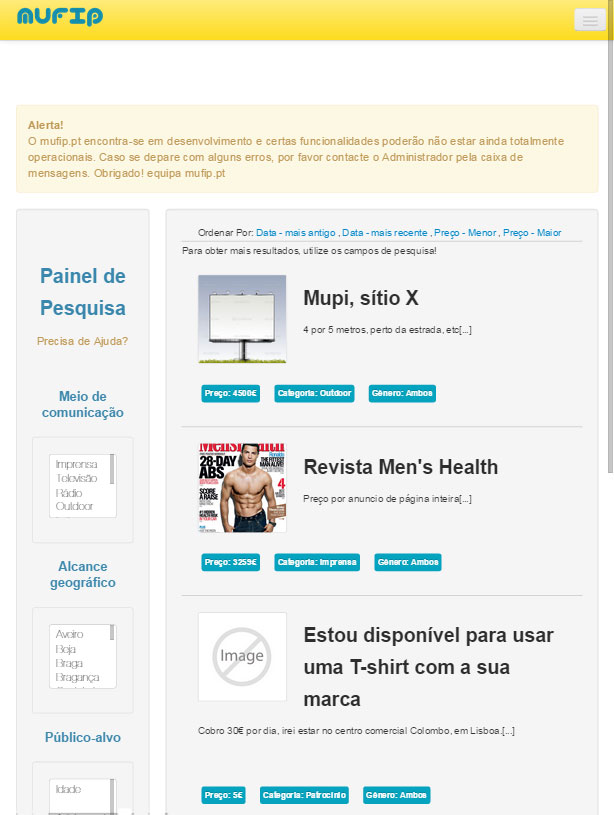 mufip
Alerta!
O mufip.pt encontra-se em desenvolvimento e certas funcionalidades poderão não estar ainda totalmente
operacionais. Caso se depare com alguns erros, por favor contacte o Administrador pela caixa de
mensagens. Obrigado! equipa mufip.pt
Painel de
Pesquisa
Precisa de Ajuda?
Meio de
comunicação
Imprensa
Televisão
Rádio
Outdoor
Alcance
geográfico
Aveiro
Beja
Braga
Bragança
Público-alvo
Idade
Ordenar Por: Data - mais antigo , Data - mais recente , Preço - Menor , Preço - Maior
Para obter mais resultados, utilize os campos de pesquisa!
Mupi, sítio X
4 por 5 metros, perto da estrada, etc[...]
Preço: 4500€ Categoria: Outdoor Género: Ambos
Men'sHealth
28-DAY
ABS
SCORE
A RAISE
4
Revista Men's Health
Preço por anuncio de página inteira[...]
Preço: 3253€ Categoria: Imprensa Género: Ambos
Image
Estou disponível para usar
uma T-shirt com a sua
marca
Cobro 30€ por dia, irei estar no centro comercial Colombo, em Lisboa.[...]
Preço: 5€ Categoria: Patrocinio Género: Ambos